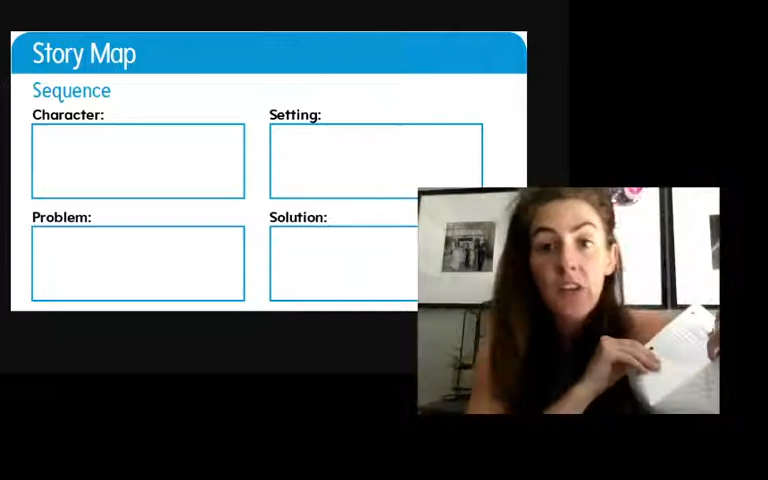 Story Map
Sequence
Character:
Setting:
Problem:
Solution: